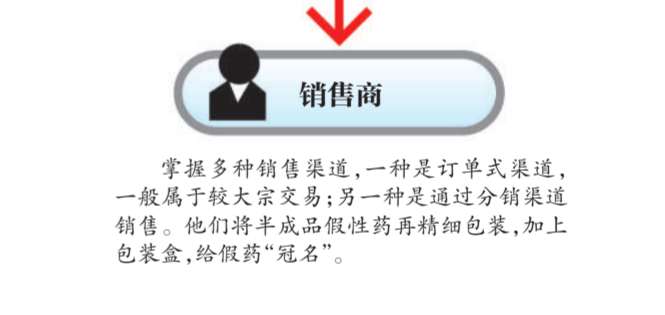 销售商
掌握多种销售渠道,一种是订单式渠道,
一般属于较大宗交易;另一种是通过分销渠道
销售。他们将半成品假性药再精细包装,加上
包装盒,给假药“冠名”。